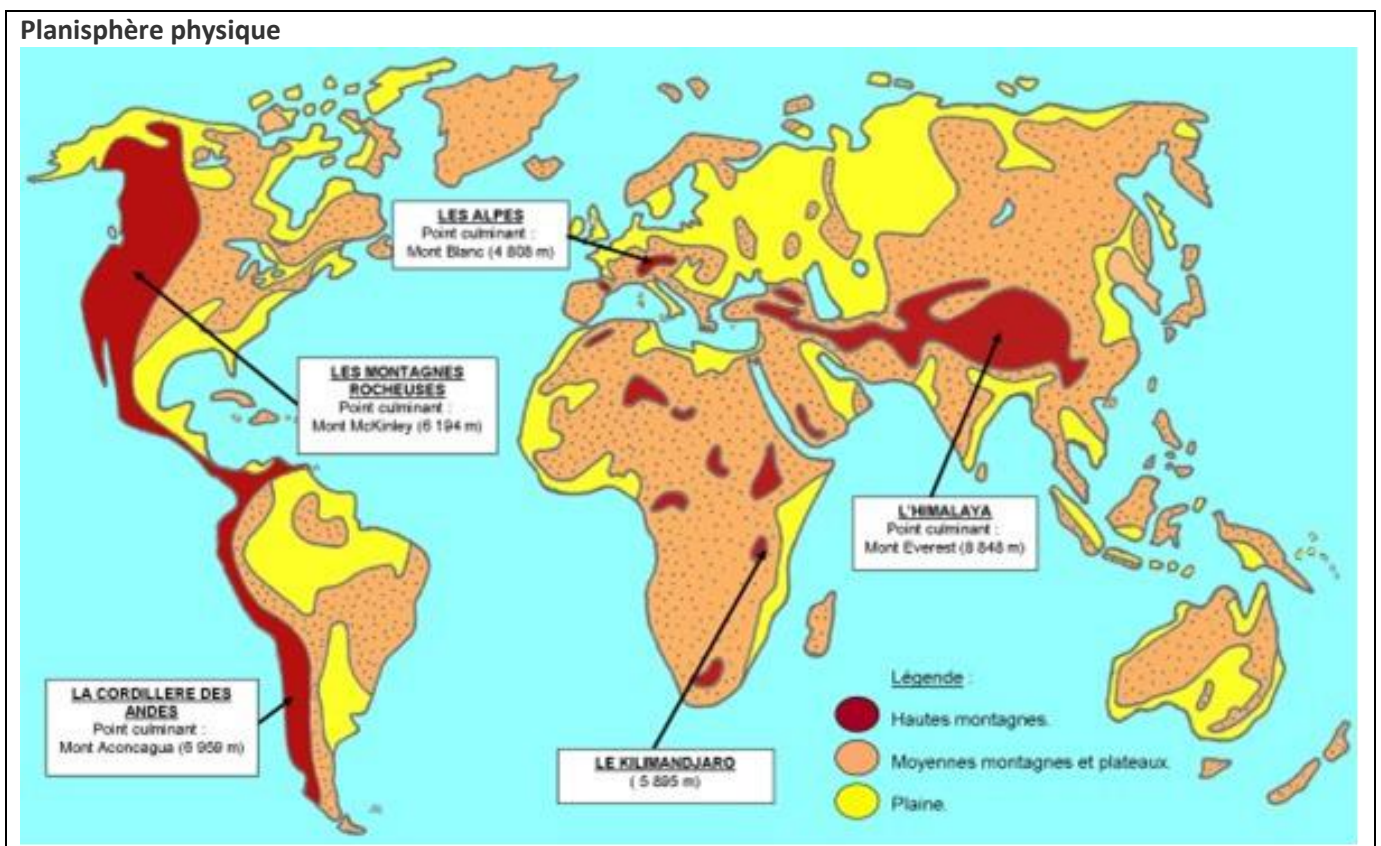 Planisphère physique
LES ALPES
Point culminant :
Mont Blanc (4 808 m)
LES MONTAGNES
ROCHEUSES
Point culminant :
Mont McKinley (6 194 m)
L'HIMALAYA
Point culminant :
Mont Everest (8 848 m)
LA CORDILLERE DES
ANDES
Point culminant :
Mont Aconcagua (6 959 m)
LE KILIMANDJARO
( 5 895 m)
Légende :
Hautes montagnes.
Moyennes montagnes et plateaux.
Plaine.